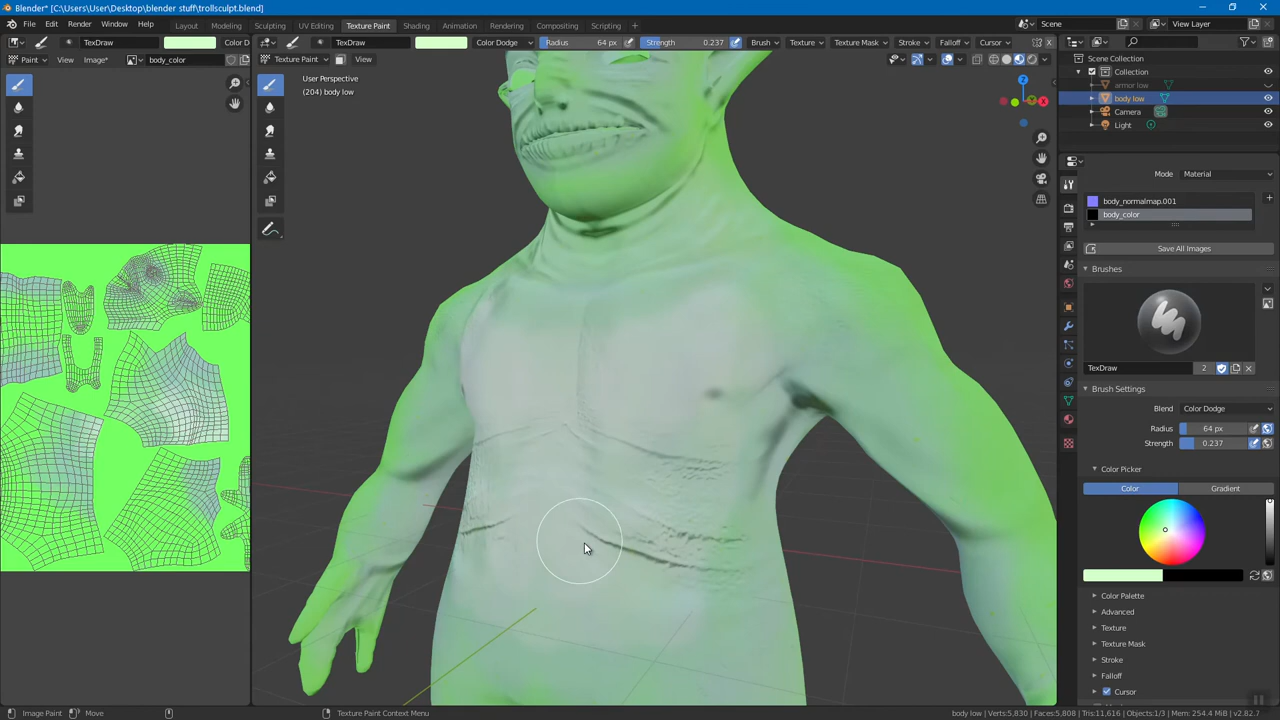 Blender* [C:\Users\User\Desktop\blender stuff\trollsculpt.blend]
File Edit Render Window Help Layout Modeling Sculpting UV Editing Texture Paint Shading Animation Rendering Compositing Scripting Scene View Layer
TexDraw Color D TexDraw Color Dodge Radius 64 px Strength 0.237 Brush Texture Texture Mask Stroke Falloff Cursor
Paint View Image* body_color Texture Paint View
User Perspective
(204) body low
Scene Collection
Collection
armor low
body low
Camera
Light
Mode Material
body_normalmap.001
body_color
Save All Images
Brushes
TexDraw 2
Brush Settings
Blend Color Dodge
Radius 64 px
Strength 0.237
Color Picker
Color Gradient
Color Palette
Advanced
Texture
Texture Mask
Stroke
Falloff
Cursor
Image Paint Move Texture Paint Context Menu body low | Verts:5,830 | Faces:5,808 | Tris:11,616 | Objects:1/3 | Mem: 254.4 MiB | v2.82.7
X
Z